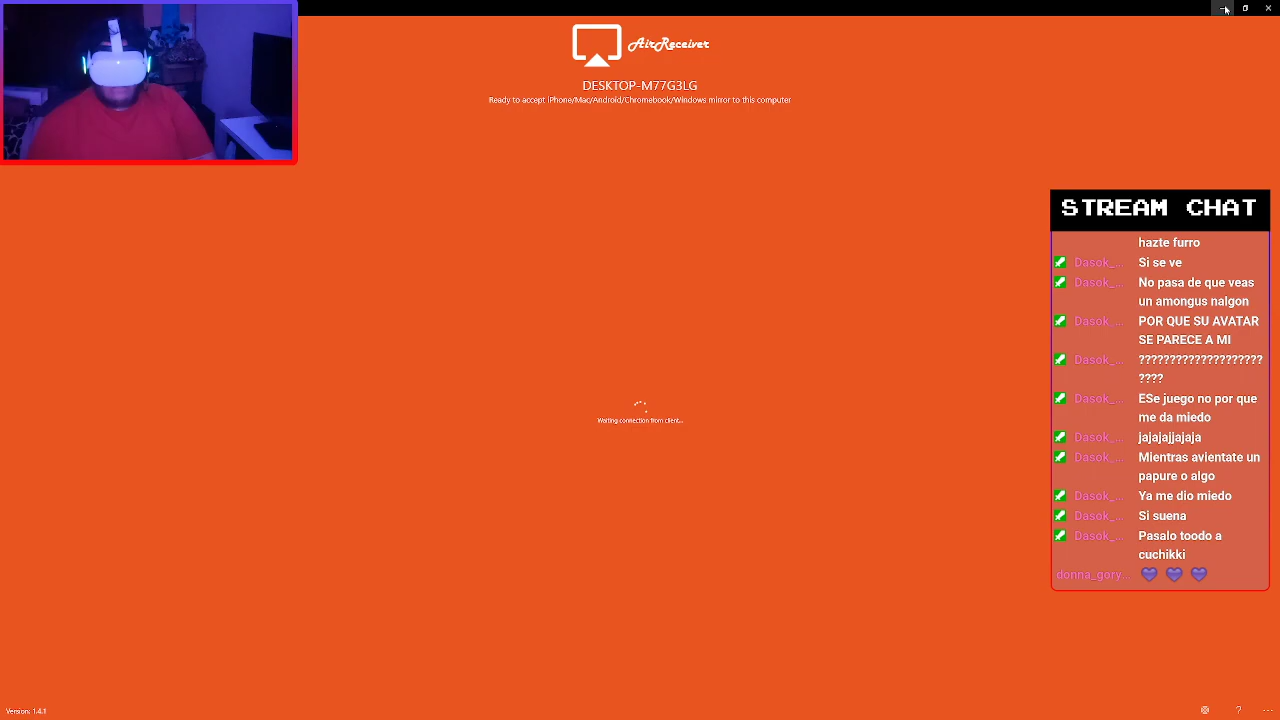 AirReceiver
DESKTOP-M77G3LG
Ready to accept iPhone/Mac/Android/Chromebook/Windows mirror to this computer
Waiting connection from client...
STREAM CHAT
hazte furro
Dasok_... Si se ve
Dasok_... No pasa de que veas
un amongus nalgon
Dasok_... POR QUE SU AVATAR
SE PARECE A MI
Dasok_... ????????????????????
????
Dasok_... ESe juego no por que
me da miedo
Dasok_... jajajajjajaja
Dasok_... Mientras avientate un
papure o algo
Dasok_... Ya me dio miedo
Dasok_... Si suena
Dasok_... Pasalo toodo a
cuchikki
donna_gory... 💜 💜 💜
Version: 1.4.1